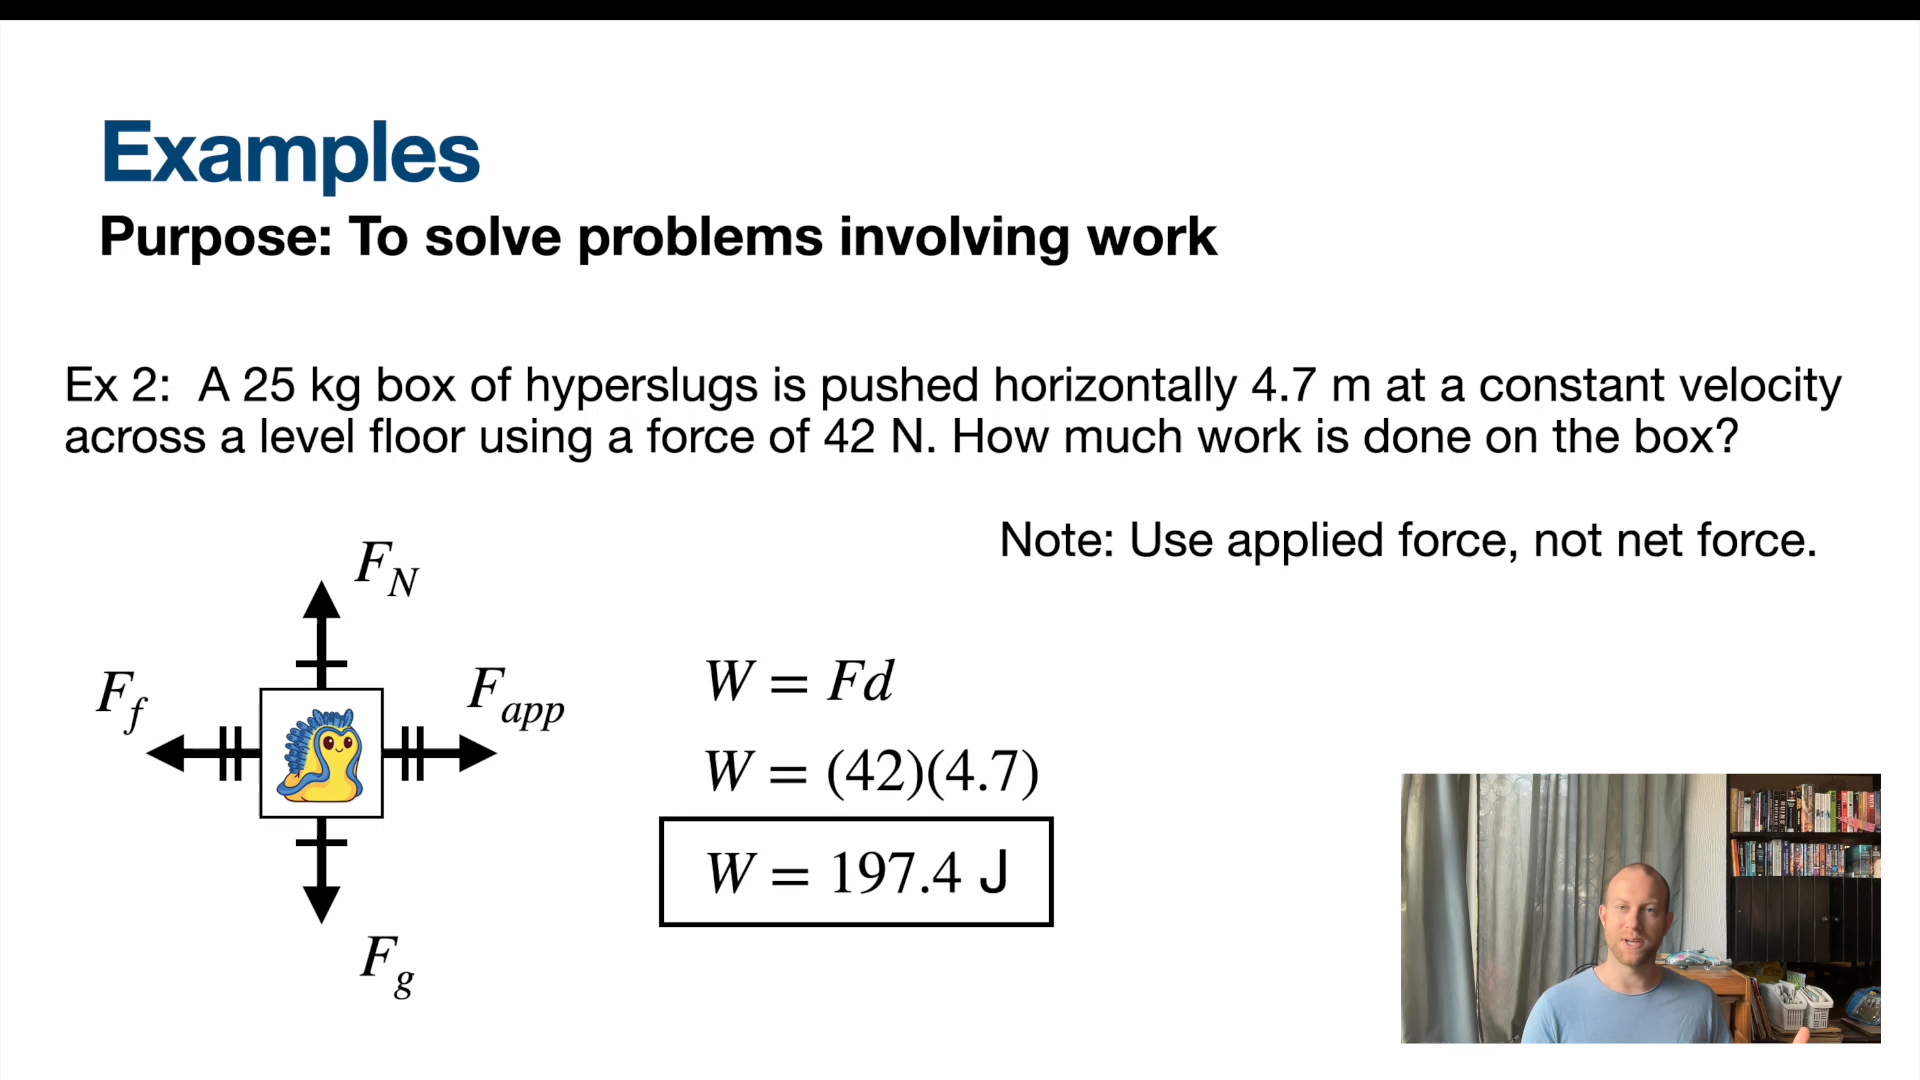 Examples
Purpose: To solve problems involving work
Ex 2: A 25 kg box of hyperslugs is pushed horizontally 4.7 m at a constant velocity
across a level floor using a force of 42 N. How much work is done on the box?
Note: Use applied force, not net force.
F_N
F_f
F_app
F_g
W = Fd
W = (42)(4.7)
W = 197.4 J